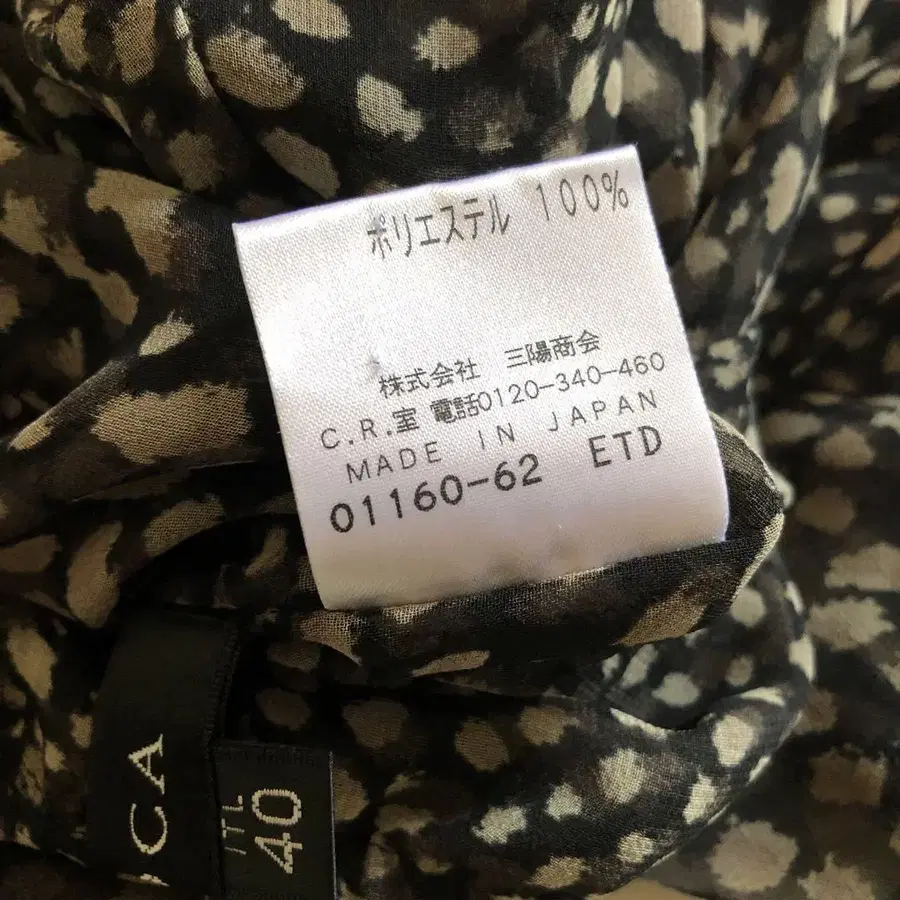 ポリエステル 100%
株式会社 三陽商会
C.R.室 電話0120-340-460
MADE IN JAPAN
01160-62 ETD
CA
ITL
40